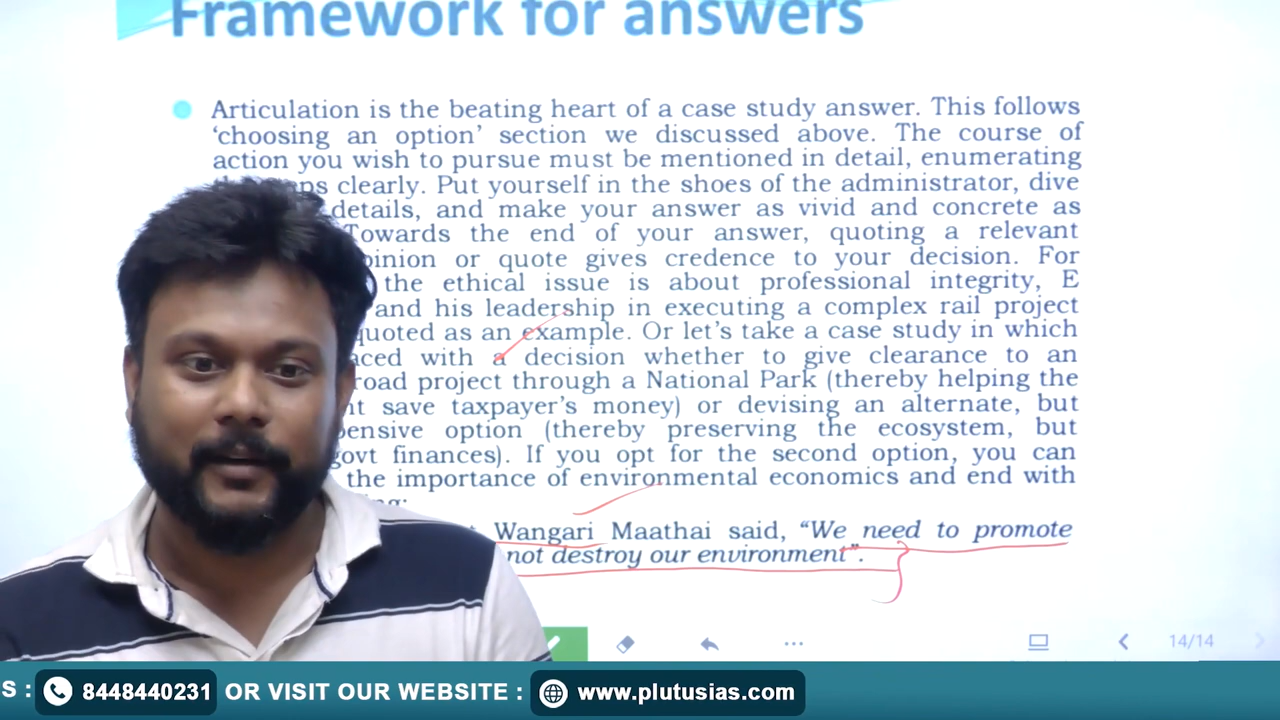 Framework for answers
Articulation is the beating heart of a case study answer. This follows
‘choosing an option’ section we discussed above. The course of
action you wish to pursue must be mentioned in detail, enumerating
clearly. Put yourself in the shoes of the administrator, dive
details, and make your answer as vivid and concrete as
Towards the end of your answer, quoting a relevant
opinion or quote gives credence to your decision. For
the ethical issue is about professional integrity, E
and his leadership in executing a complex rail project
quoted as an example. Or let’s take a case study in which
with a decision whether to give clearance to an
road project through a National Park (thereby helping the
save taxpayer’s money) or devising an alternate, but
option (thereby preserving the ecosystem, but
govt finances). If you opt for the second option, you can
the importance of environmental economics and end with
Wangari Maathai said, “We need to promote
not destroy our environment”.
14/14
S : 8448440231 OR VISIT OUR WEBSITE : www.plutusias.com